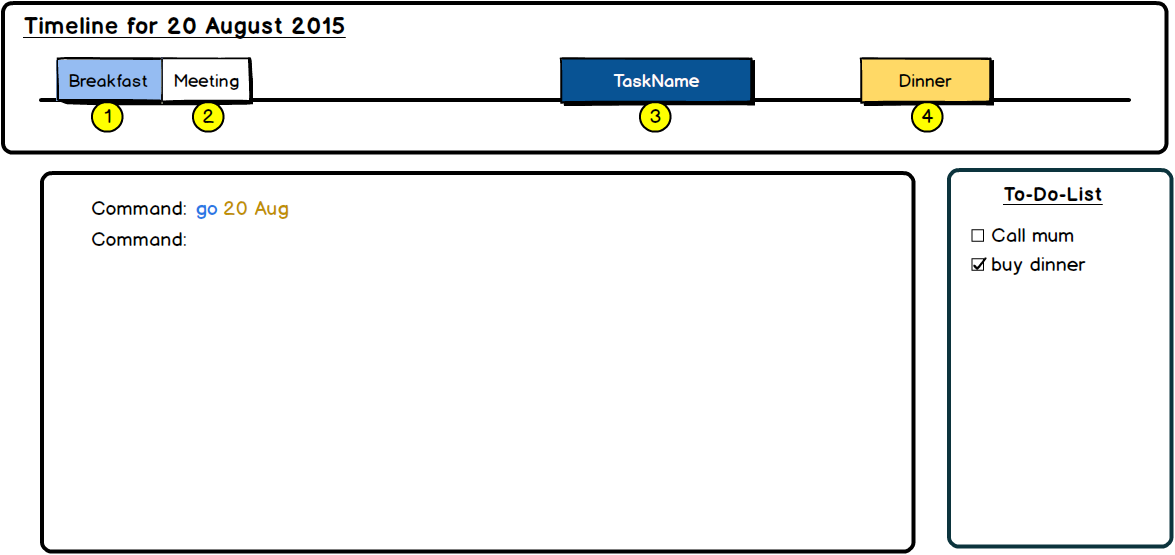 Timeline for 20 August 2015
Breakfast Meeting TaskName Dinner
1 2 3 4
Command: go 20 Aug
Command:
To-Do-List
Call mum
buy dinner